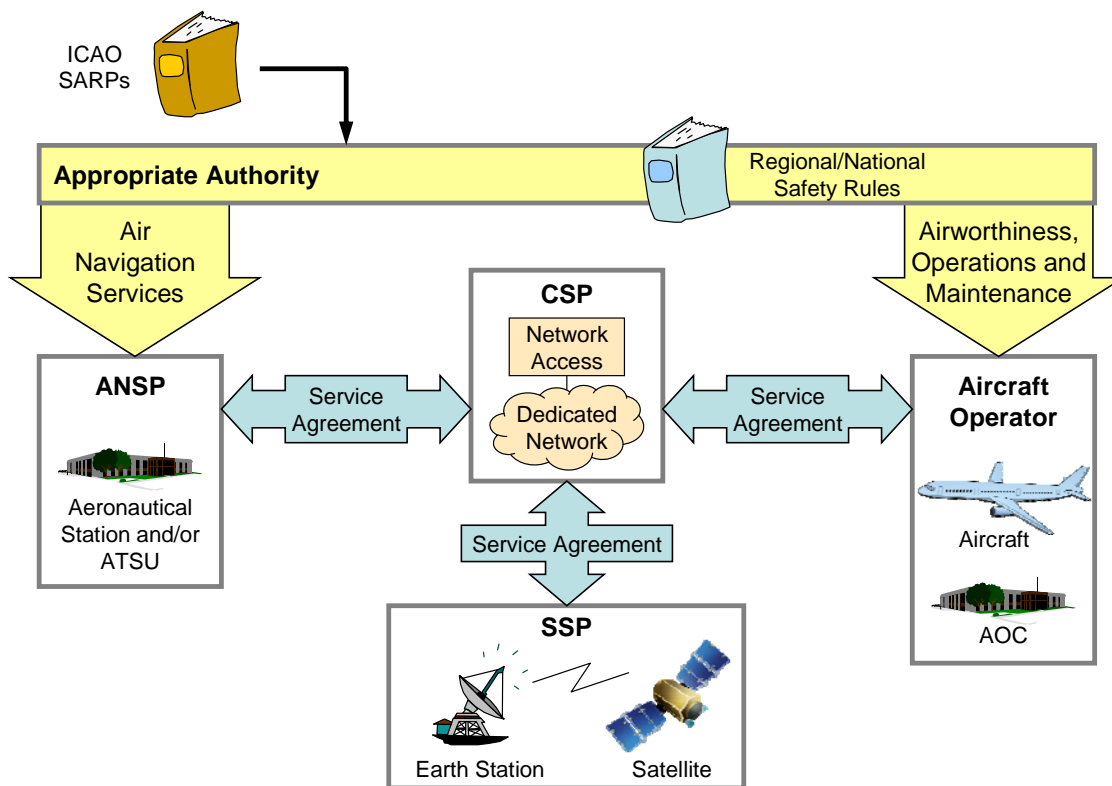 ICAO
SARPs
Appropriate Authority
Regional/National
Safety Rules
Air
Navigation
Services
Airworthiness,
Operations and
Maintenance
CSP
Network
Access
Dedicated
Network
ANSP
Aeronautical
Station and/or
ATSU
Service
Agreement
Service
Agreement
Aircraft
Operator
Aircraft
AOC
Service Agreement
SSP
Earth Station
Satellite